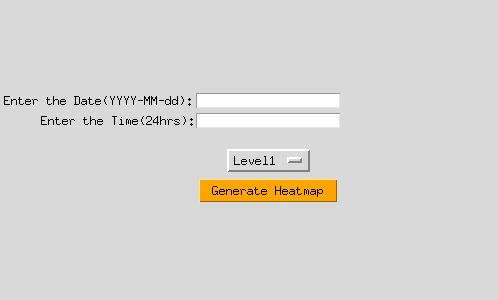 Enter the Date(YYYY-MM-dd):
Enter the Time(24hrs):
Level1
Generate Heatmap